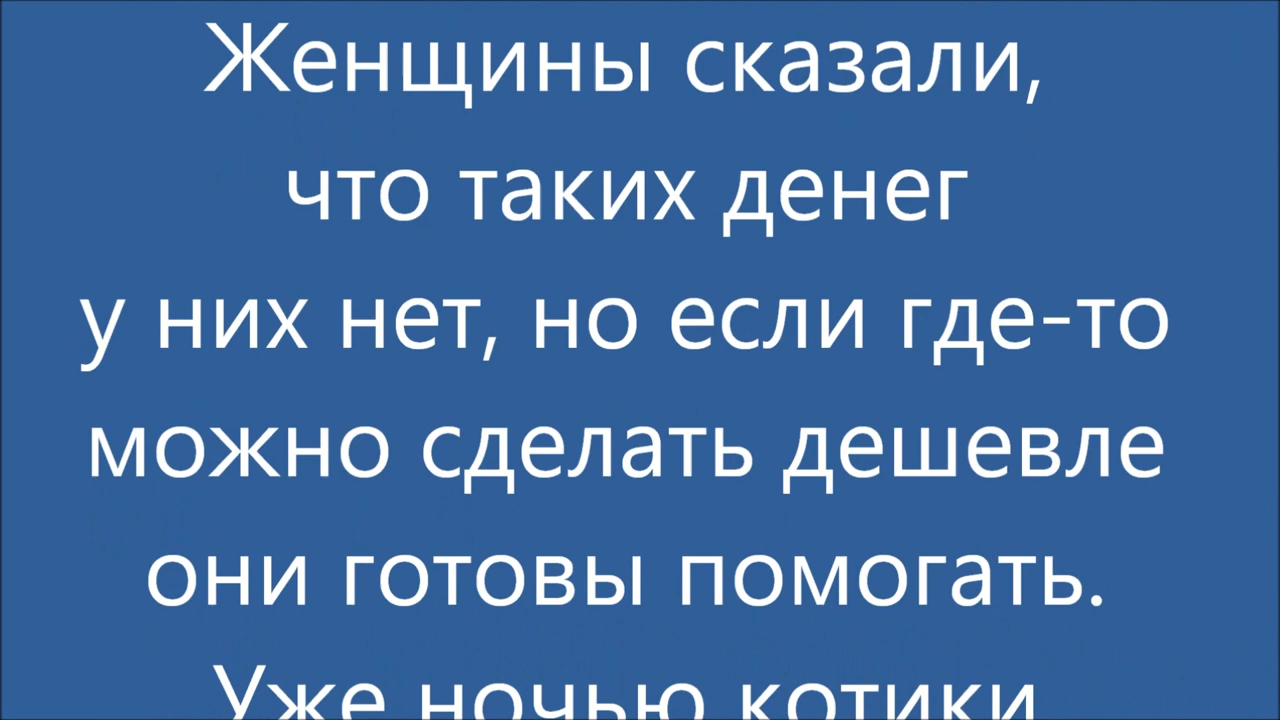 Женщины сказали,
что таких денег
у них нет, но если где-то
можно сделать дешевле
они готовы помогать.
Уже ночью котики